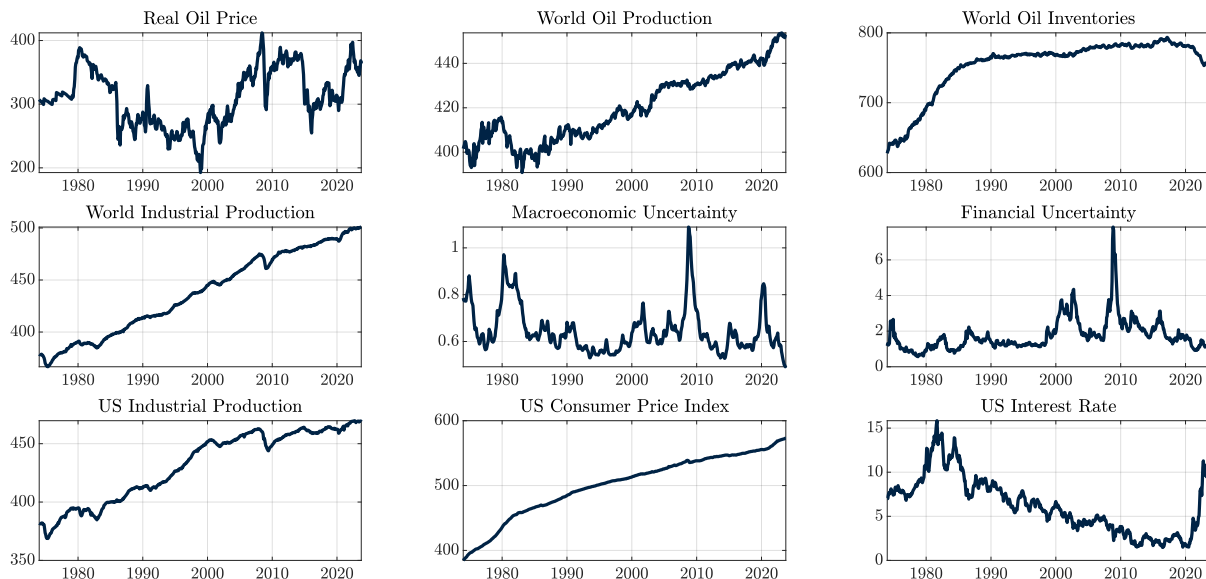 Real Oil Price
World Oil Production
World Oil Inventories
400
300
200
1980 1990 2000 2010 2020
440
420
400
1980 1990 2000 2010 2020
800
700
600
1980 1990 2000 2010 2020
World Industrial Production
Macroeconomic Uncertainty
Financial Uncertainty
500
450
400
1980 1990 2000 2010 2020
1
0.8
0.6
1980 1990 2000 2010 2020
6
4
2
0
1980 1990 2000 2010 2020
US Industrial Production
US Consumer Price Index
US Interest Rate
450
400
350
1980 1990 2000 2010 2020
600
500
400
1980 1990 2000 2010 2020
15
10
5
0
1980 1990 2000 2010 2020